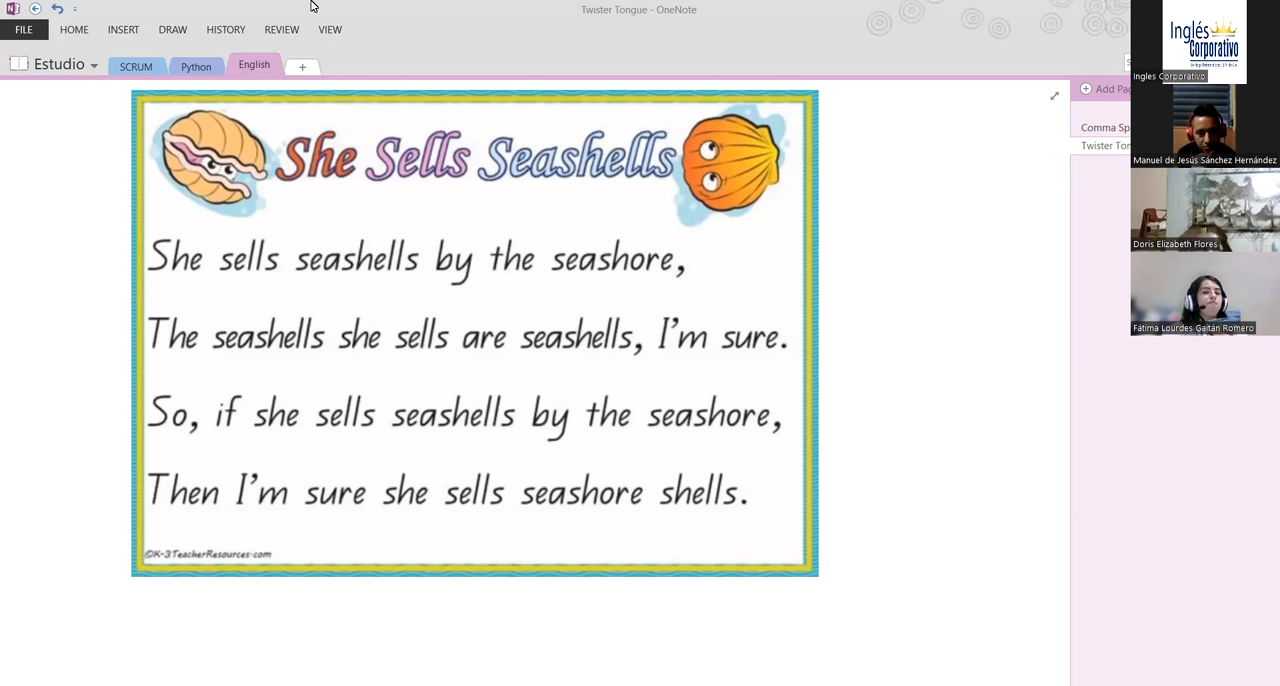 Twister Tongue - OneNote
FILE HOME INSERT DRAW HISTORY REVIEW VIEW
Estudio SCRUM Python English +
She Sells Seashells
She sells seashells by the seashore,
The seashells she sells are seashells, I'm sure.
So, if she sells seashells by the seashore,
Then I'm sure she sells seashore shells.
©K-3TeacherResources.com
Add Pa
Comma Sp
Twister Ton
Inglés
Corporativo
Ingles Corporativo
Manuel de Jesús Sánchez Hernández
Doris Elizabeth Flores
Fátima Lourdes Gaitán Romero